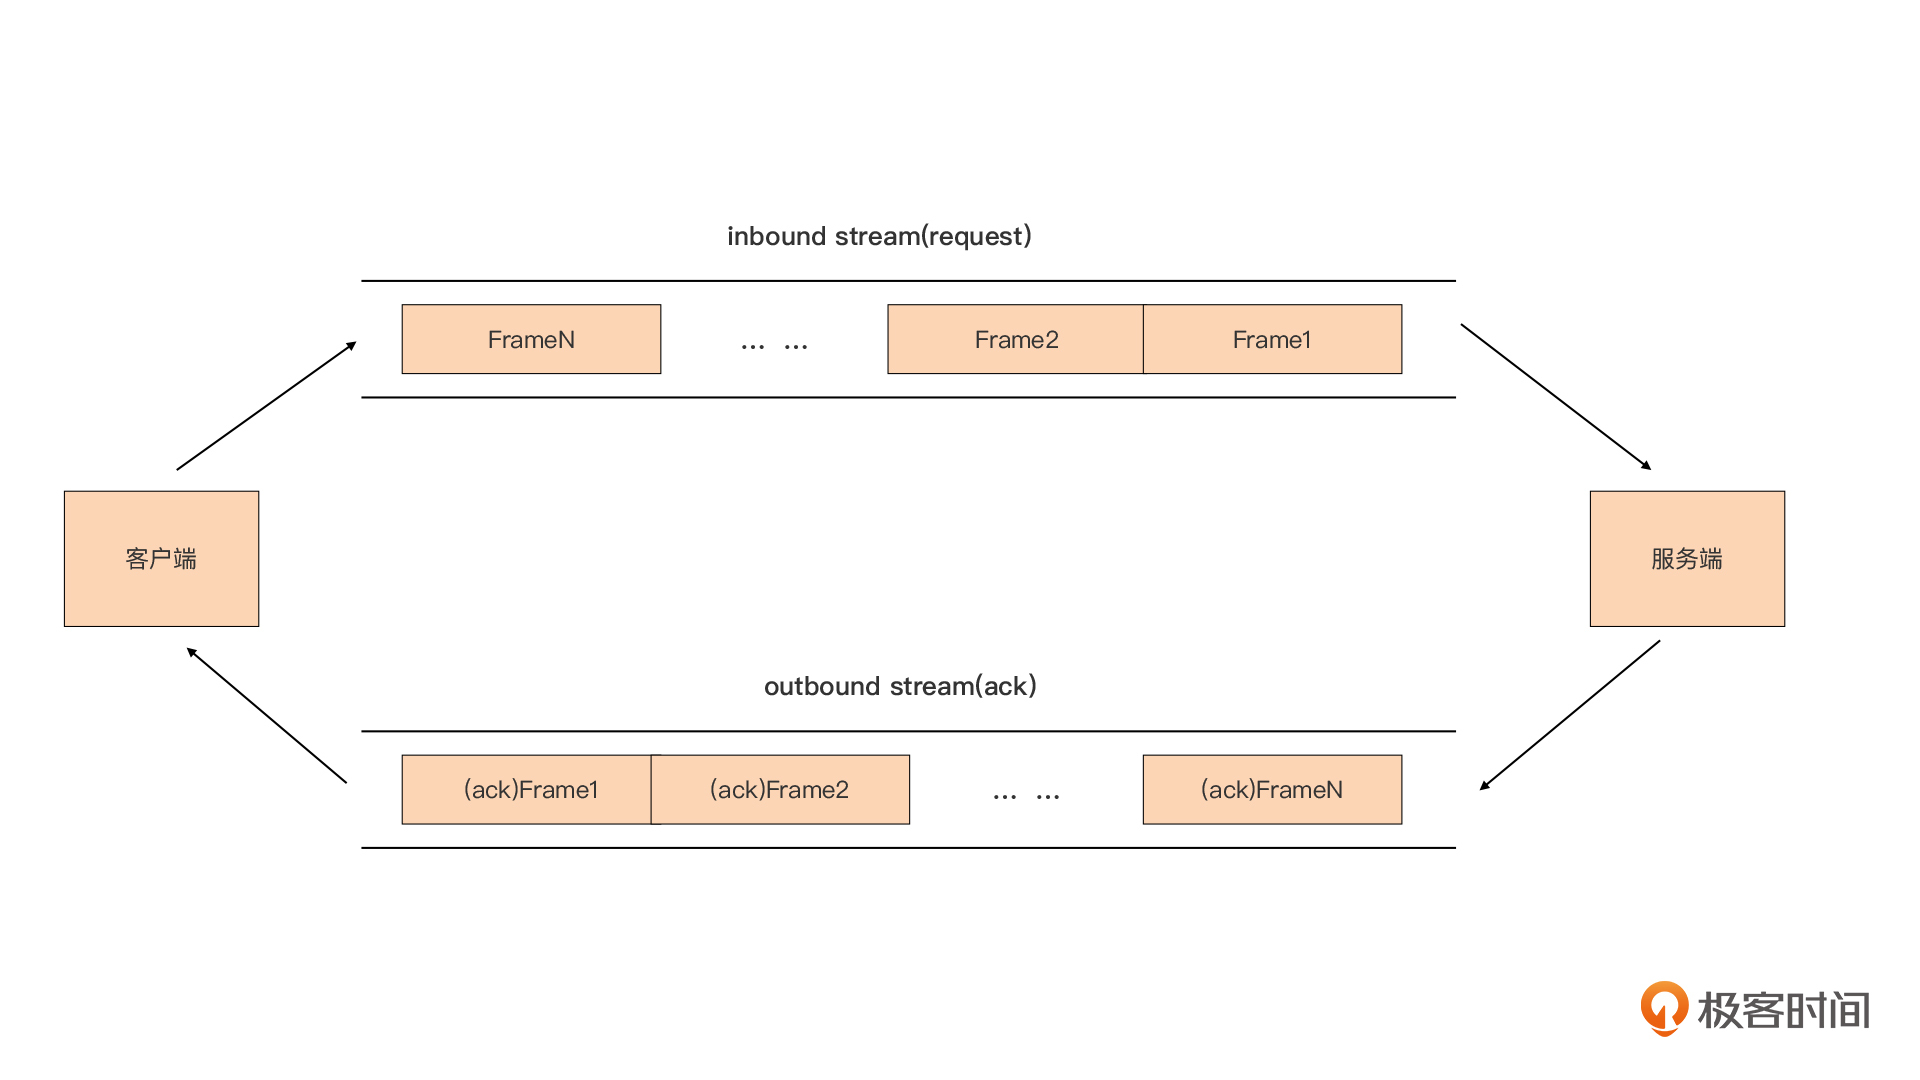 inbound stream(request)
FrameN
... ...
Frame2
Frame1
客户端
服务端
outbound stream(ack)
(ack)Frame1
(ack)Frame2
... ...
(ack)FrameN
极客时间